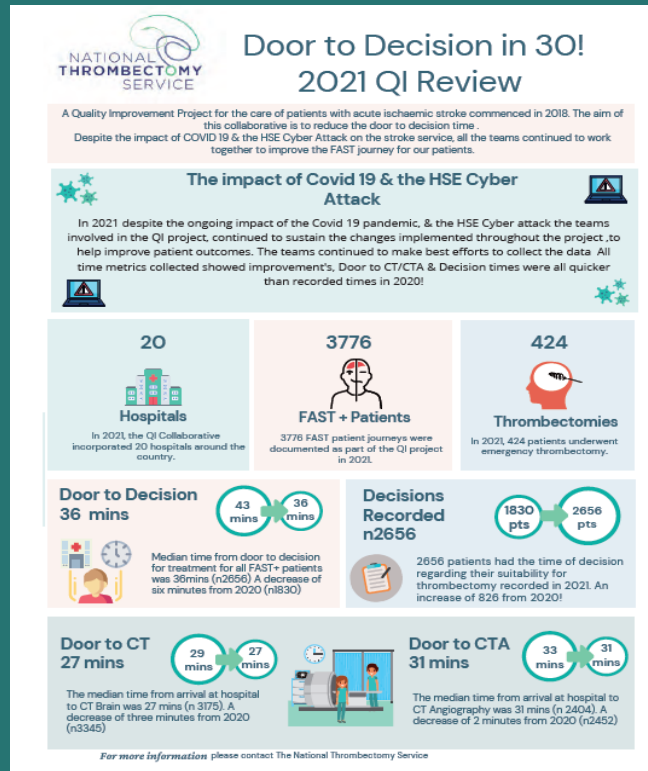 NATIONAL
THROMBECTOMY
SERVICE
Door to Decision in 30!
2021 QI Review
A Quality Improvement Project for the care of patients with acute ischaemic stroke commenced in 2018. The aim of
this collaborative is to reduce the door to decision time .
Despite the impact of COVID 19 & the HSE Cyber Attack on the stroke service, all the teams continued to work
together to improve the FAST journey for our patients.
The impact of Covid 19 & the HSE Cyber
Attack
In 2021 despite the ongoing impact of the Covid 19 pandemic, & the HSE Cyber attack the teams
involved in the QI project, continued to sustain the changes implemented throughout the project ,to
help improve patient outcomes. The teams continued to make best efforts to collect the data All
time metrics collected showed improvement's, Door to CT/CTA & Decision times were all quicker
than recorded times in 2020!
20
Hospitals
In 2021, the QI Collaborative
incorporated 20 hospitals around the
country.
3776
FAST + Patients
3776 FAST patient journeys were
documented as part of the QI project
in 2021.
424
Thrombectomies
In 2021, 424 patients underwent
emergency thrombectomy.
Door to Decision
36 mins
43
mins
36
mins
Median time from door to decision
for treatment for all FAST+ patients
was 36mins (n2656) A decrease of
six minutes from 2020 (n1830)
Decisions
Recorded
n2656
1830
pts
2656
pts
2656 patients had the time of decision
regarding their suitability for
thrombectomy recorded in 2021. An
increase of 826 from 2020!
Door to CT
27 mins
29
mins
27
mins
The median time from arrival at hospital
to CT Brain was 27 mins (n 3175). A
decrease of three minutes from 2020
(n3345)
Door to CTA
31 mins
33
mins
31
mins
The median time from arrival at hospital to
CT Angiography was 31 mins (n 2404). A
decrease of 2 minutes from 2020 (n2452)
For more information please contact The National Thrombectomy Service